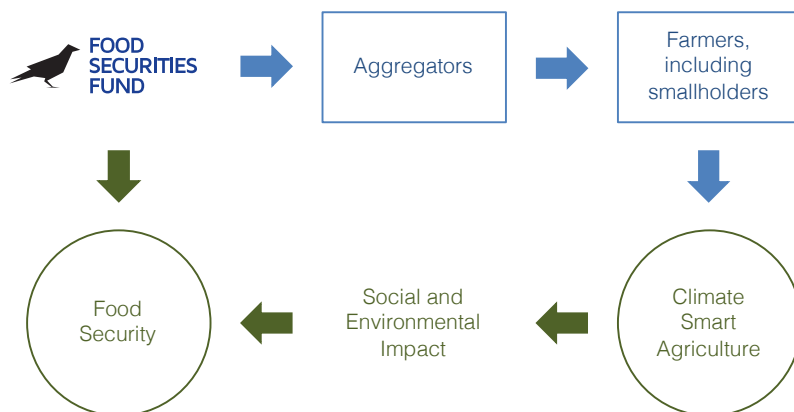 FOOD
SECURITIES
FUND
Aggregators
Farmers,
including
smallholders
Food
Security
Social and
Environmental
Impact
Climate
Smart
Agriculture